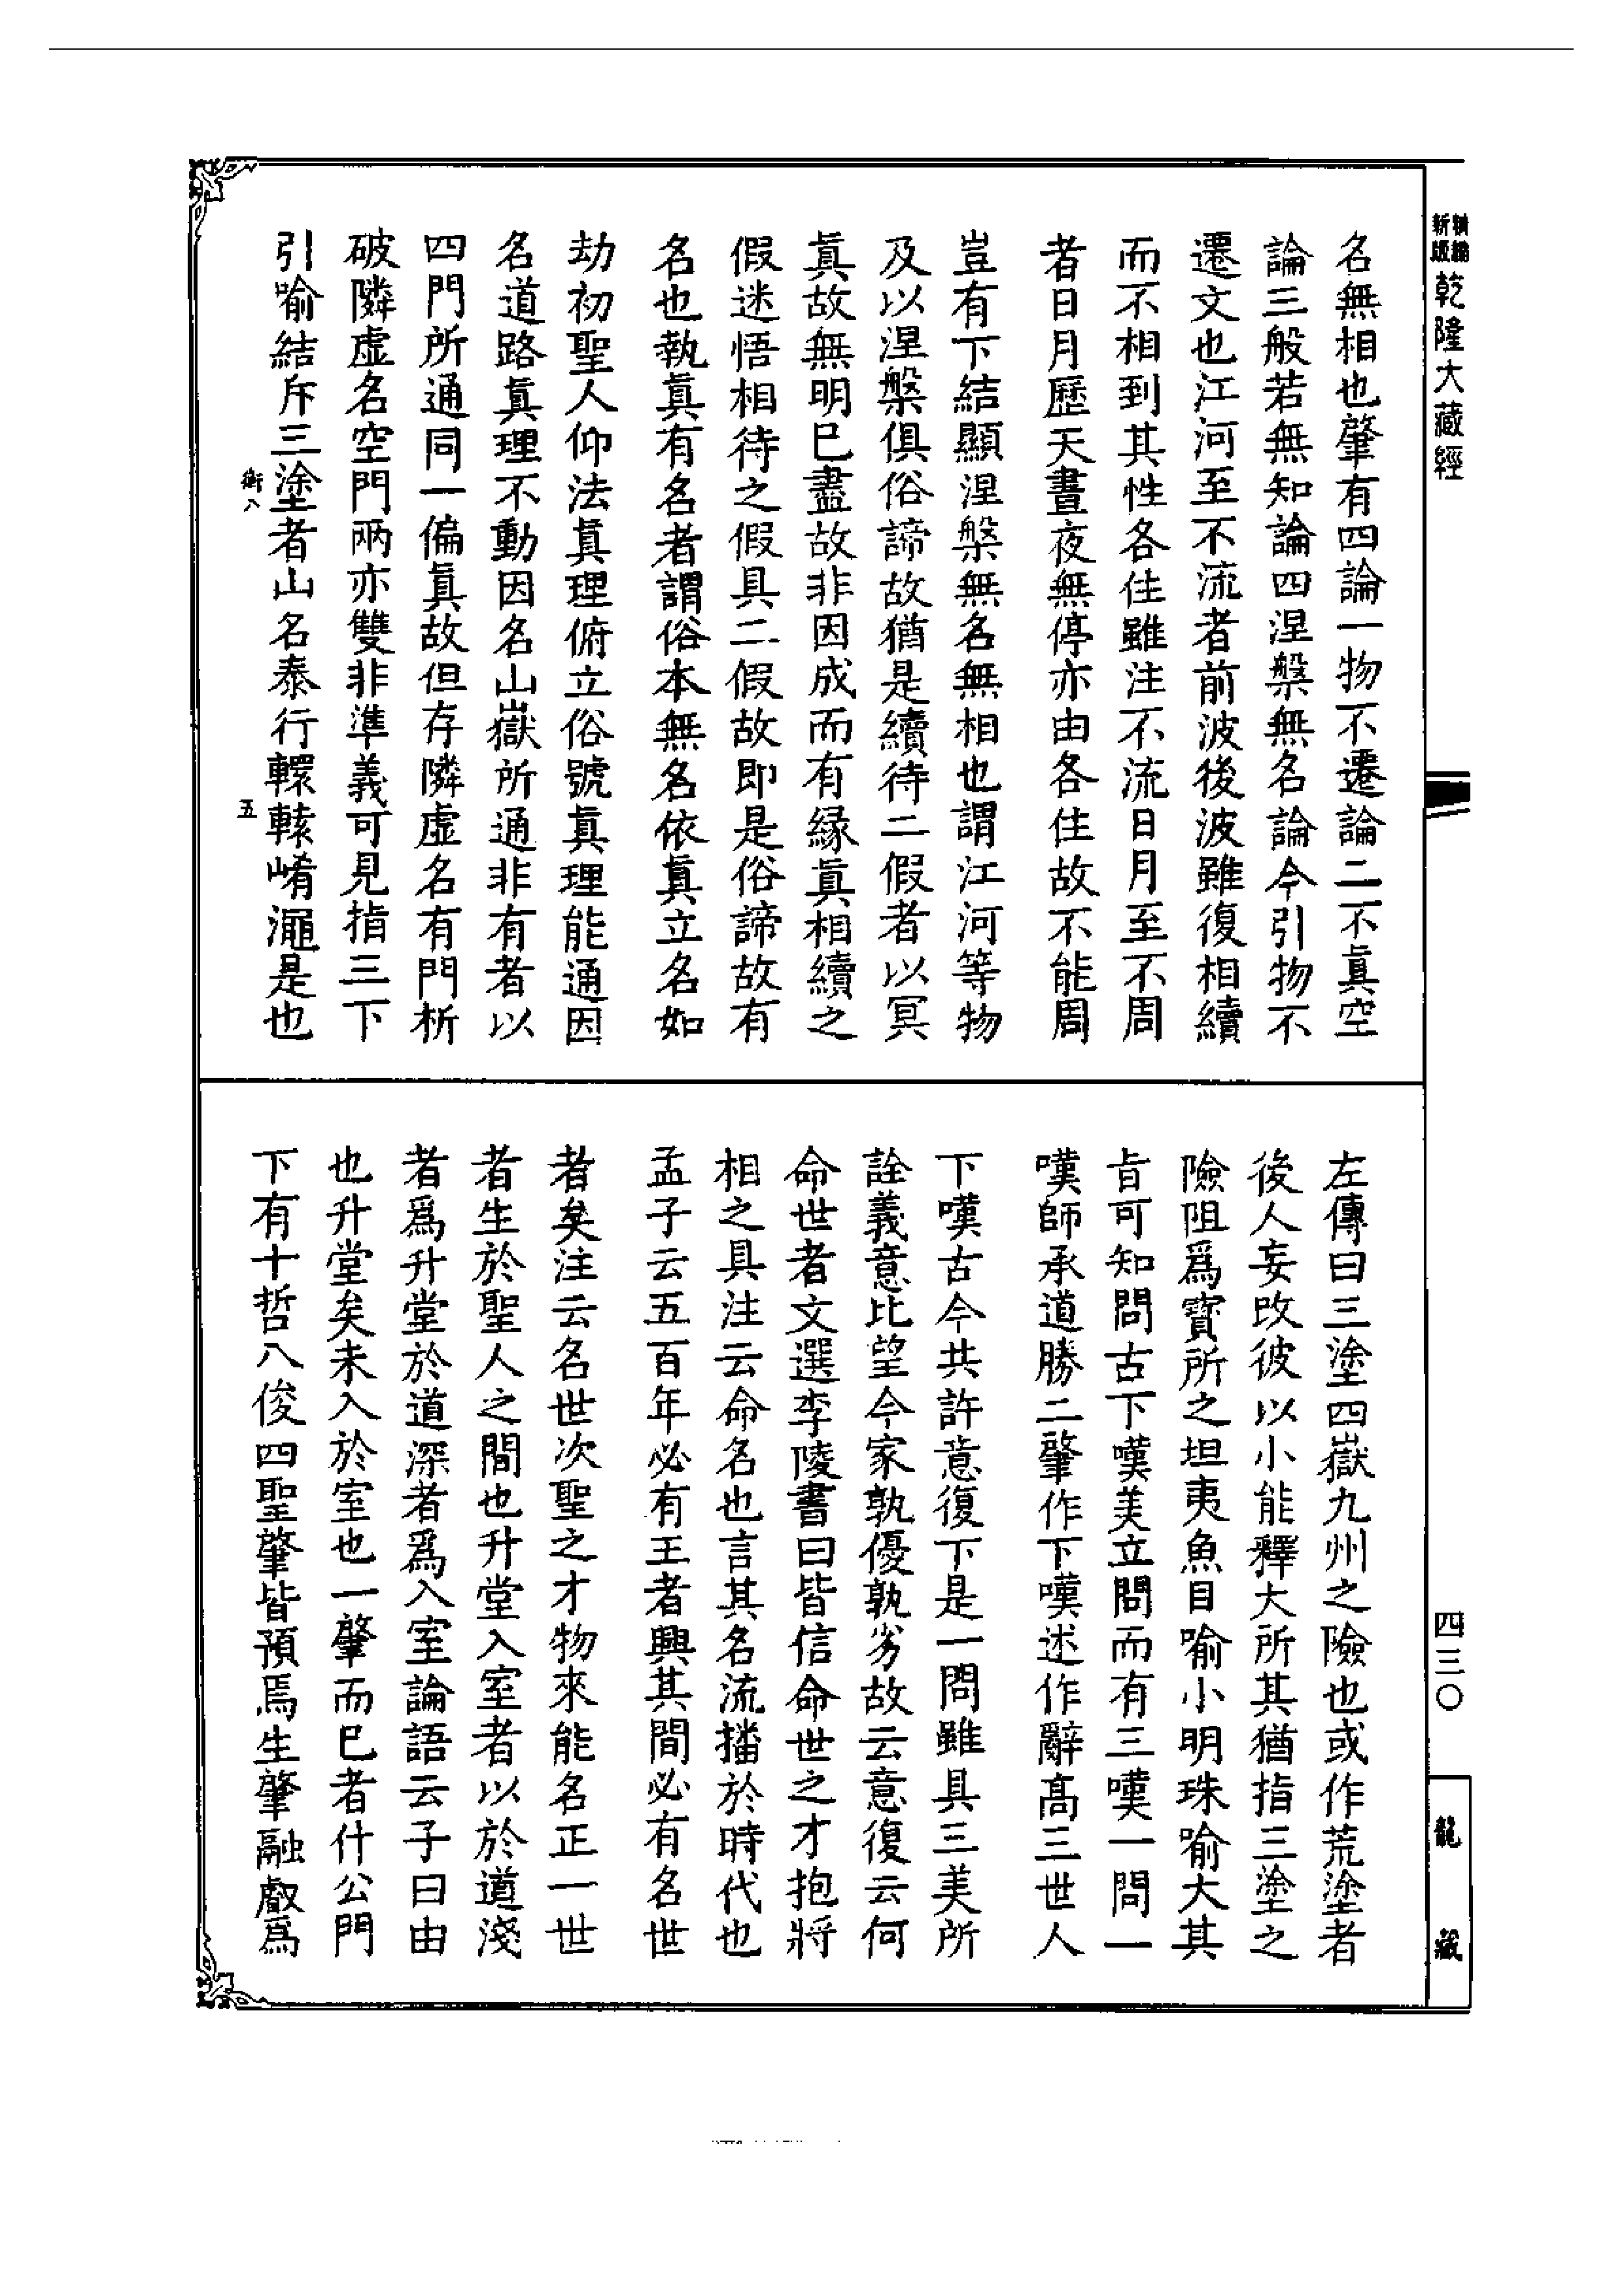 新版精編乾隆大藏經
名無相也肇有四論一物不遷論二不眞空
論三般若無知論四涅槃無名論今引物不
遷文也江河至不流者前波後波雖復相續
而不相到其性各住雖注不流日月至不周
者日月歷天晝夜無停亦由各住故不能周
豈有下結顯涅槃無名無相也謂江河等物
及以涅槃俱俗諦故猶是續待二假者以冥
眞故無明已盡故非因成而有緣眞相續之
假迷悟相待之假具二假故即是俗諦故有
名也執眞有名者謂俗本無名依眞立名如
劫初聖人仰法眞理俯立俗號眞理能通因
名道路眞理不動因名山嶽所通非有者以
四門所通同一偏眞故但存隣虛名有門析
破隣虛名空門兩亦雙非準義可見指三下
引喻結斥三塗者山名泰行轘轅崤澠是也
衡八
五
左傳曰三塗四嶽九州之險也或作荒塗者
後人妄改彼以小能釋大所其猶指三塗之
險阻爲寶所之坦夷魚目喻小明珠喻大其
旨可知問古下嘆美立問而有三嘆一問一
嘆師承道勝二肇作下嘆述作辭高三世人
下嘆古今共許意復下是一問雖具三美所
詮義意比望今家孰優孰劣故云意復云何
命世者文選李陵書曰皆信命世之才抱將
相之具注云命名也言其名流播於時代也
孟子云五百年必有王者興其間必有名世
者矣注云名世次聖之才物來能名正一世
者生於聖人之間也升堂入室者以於道淺
者爲升堂於道深者爲入室論語云子曰由
也升堂矣未入於室也一肇而已者什公門
下有十哲八俊四聖肇皆預焉生肇融叡爲
四三〇
龍藏